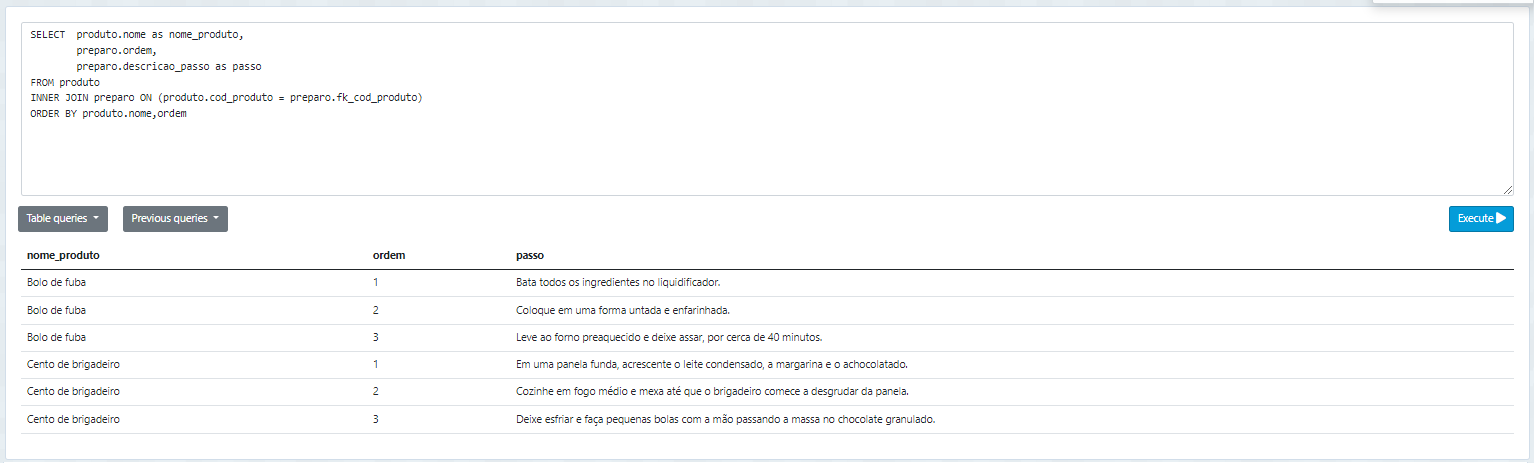 SELECT  produto.nome as nome_produto,
        preparo.ordem,
        preparo.descricao_passo as passo
FROM produto
INNER JOIN preparo ON (produto.cod_produto = preparo.fk_cod_produto)
ORDER BY produto.nome,ordem
Table queries Previous queries Execute
nome_produto ordem passo
Bolo de fuba 1 Bata todos os ingredientes no liquidificador.
Bolo de fuba 2 Coloque em uma forma untada e enfarinhada.
Bolo de fuba 3 Leve ao forno preaquecido e deixe assar, por cerca de 40 minutos.
Cento de brigadeiro 1 Em uma panela funda, acrescente o leite condensado, a margarina e o achocolatado.
Cento de brigadeiro 2 Cozinhe em fogo médio e mexa até que o brigadeiro comece a desgrudar da panela.
Cento de brigadeiro 3 Deixe esfriar e faça pequenas bolas com a mão passando a massa no chocolate granulado.